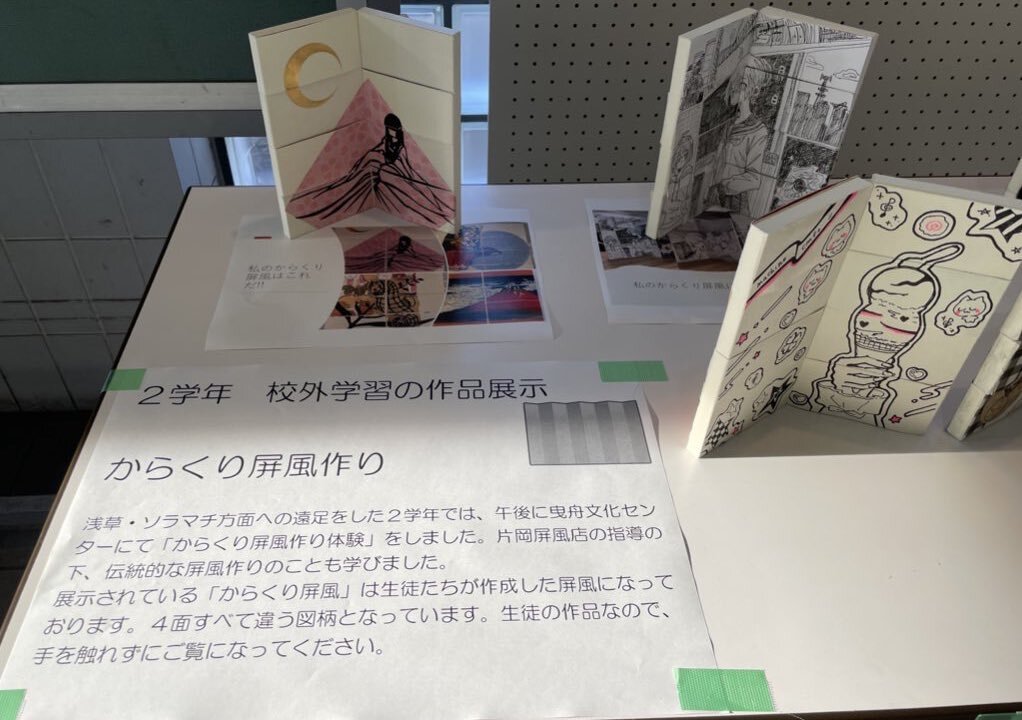 私のからくり
屏風はこれ
だ!!
私のからくり屏風
２学年　校外学習の作品展示
からくり屏風作り
浅草・ソラマチ方面への遠足をした２学年では、午後に曳舟文化セン
ターにて「からくり屏風作り体験」をしました。片岡屏風店の指導の
下、伝統的な屏風作りのことも学びました。
展示されている「からくり屏風」は生徒たちが作成した屏風になって
おります。４面すべて違う図柄となっています。生徒の作品なので、
手を触れずにご覧になってください。